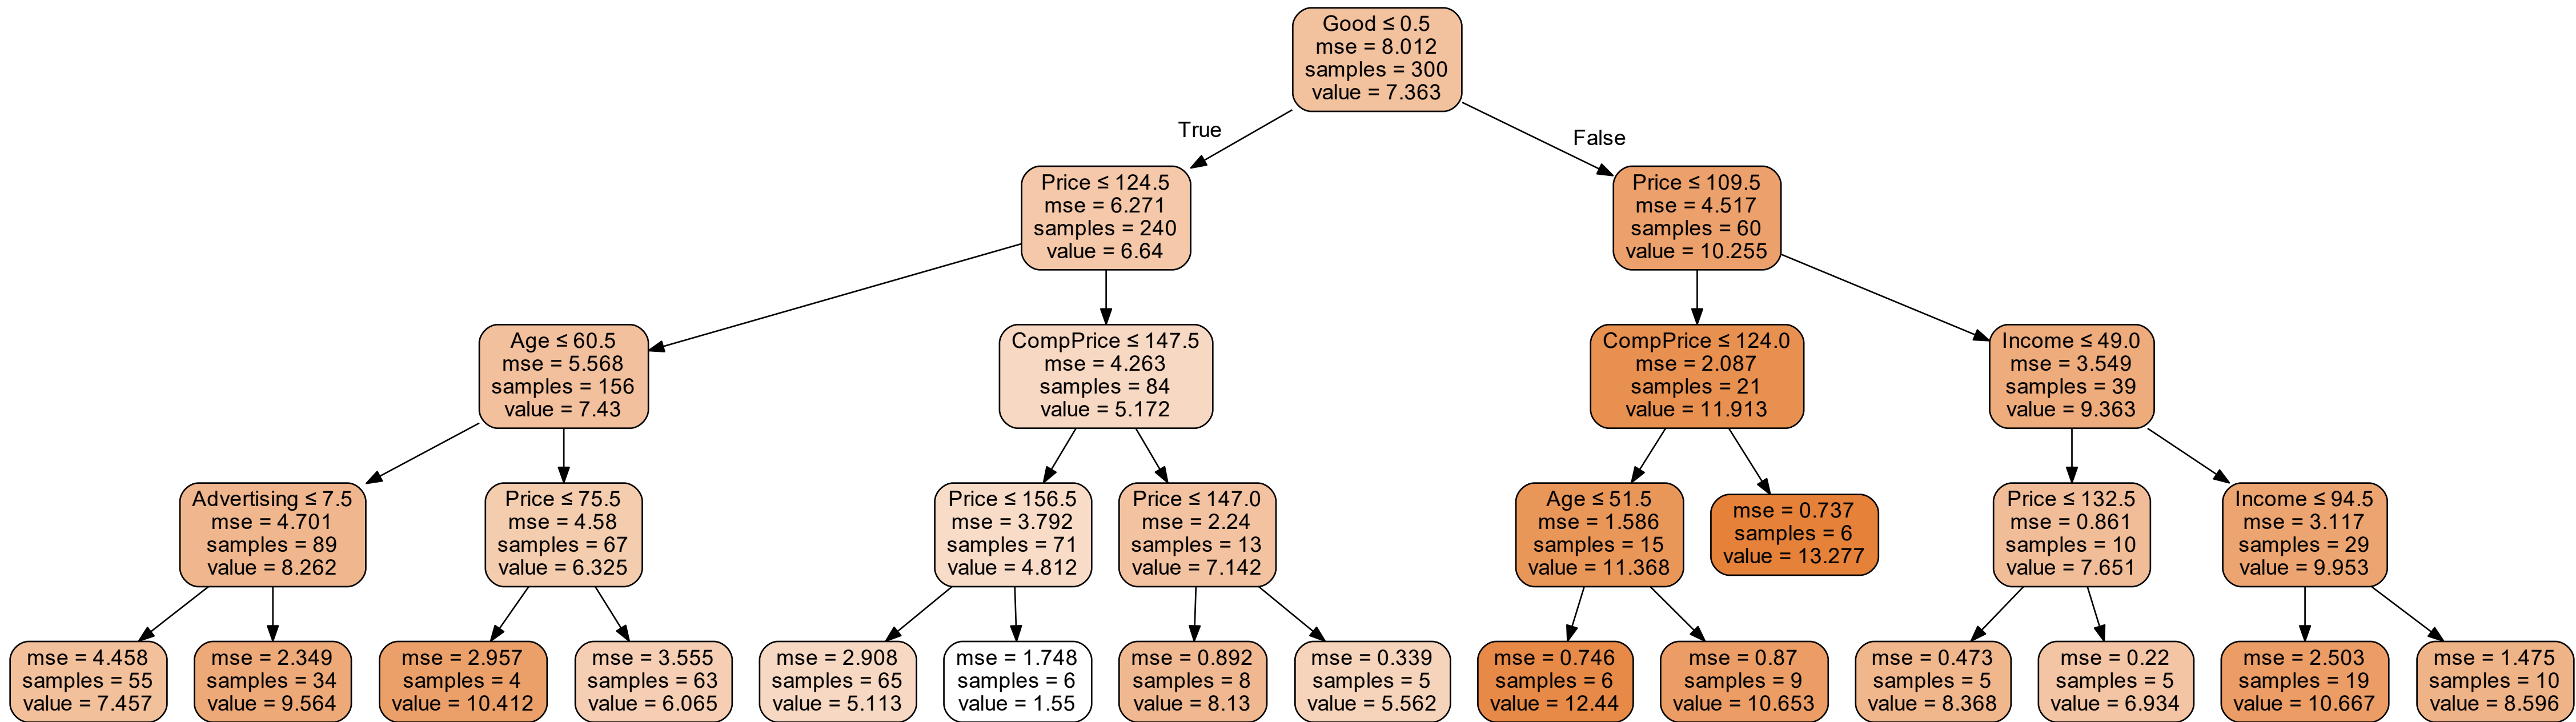 Good ≤ 0.5
mse = 8.012
samples = 300
value = 7.363
True
False
Price ≤ 124.5
mse = 6.271
samples = 240
value = 6.64
Price ≤ 109.5
mse = 4.517
samples = 60
value = 10.255
Age ≤ 60.5
mse = 5.568
samples = 156
value = 7.43
CompPrice ≤ 147.5
mse = 4.263
samples = 84
value = 5.172
CompPrice ≤ 124.0
mse = 2.087
samples = 21
value = 11.913
Income ≤ 49.0
mse = 3.549
samples = 39
value = 9.363
Advertising ≤ 7.5
mse = 4.701
samples = 89
value = 8.262
Price ≤ 75.5
mse = 4.58
samples = 67
value = 6.325
Price ≤ 156.5
mse = 3.792
samples = 71
value = 4.812
Price ≤ 147.0
mse = 2.24
samples = 13
value = 7.142
Age ≤ 51.5
mse = 1.586
samples = 15
value = 11.368
mse = 0.737
samples = 6
value = 13.277
Price ≤ 132.5
mse = 0.861
samples = 10
value = 7.651
Income ≤ 94.5
mse = 3.117
samples = 29
value = 9.953
mse = 4.458
samples = 55
value = 7.457
mse = 2.349
samples = 34
value = 9.564
mse = 2.957
samples = 4
value = 10.412
mse = 3.555
samples = 63
value = 6.065
mse = 2.908
samples = 65
value = 5.113
mse = 1.748
samples = 6
value = 1.55
mse = 0.892
samples = 8
value = 8.13
mse = 0.339
samples = 5
value = 5.562
mse = 0.746
samples = 6
value = 12.44
mse = 0.87
samples = 9
value = 10.653
mse = 0.473
samples = 5
value = 8.368
mse = 0.22
samples = 5
value = 6.934
mse = 2.503
samples = 19
value = 10.667
mse = 1.475
samples = 10
value = 8.596